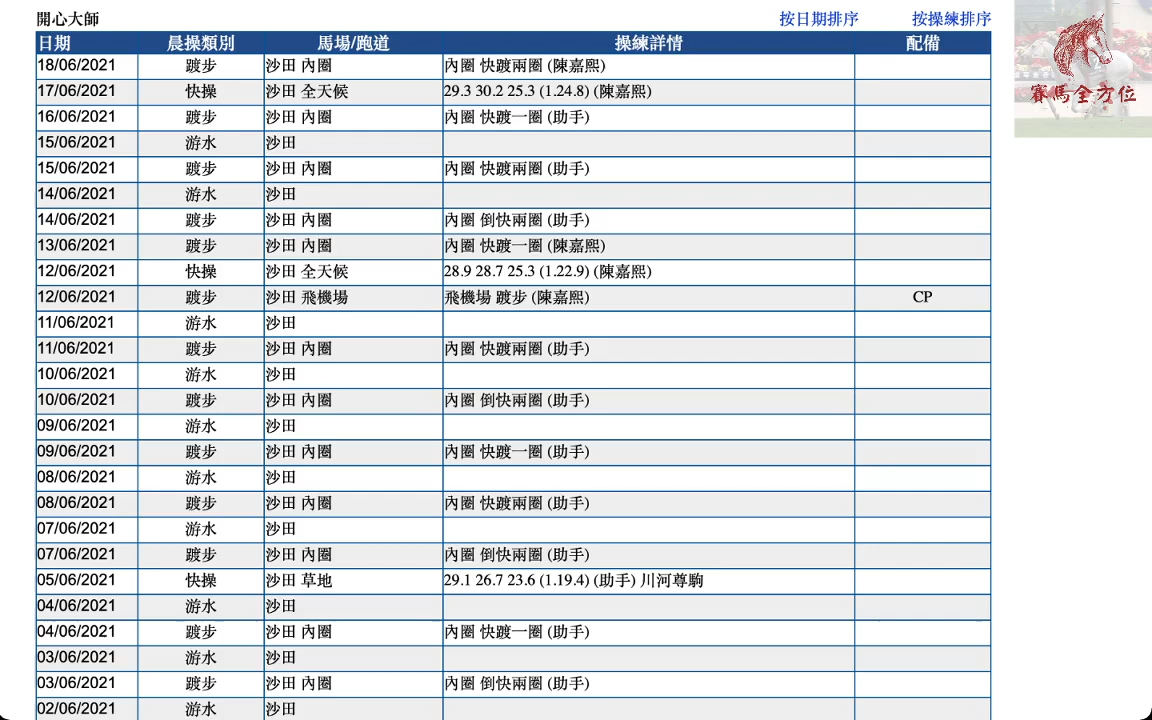 開心大師 按日期排序 按操練排序
日期 晨操類別 馬場/跑道 操練詳情 配備
18/06/2021 踱步 沙田 內圈 內圈 快踱兩圈 (陳嘉熙)
17/06/2021 快操 沙田 全天候 29.3 30.2 25.3 (1.24.8) (陳嘉熙)
16/06/2021 踱步 沙田 內圈 內圈 快踱一圈 (助手)
15/06/2021 游水 沙田
15/06/2021 踱步 沙田 內圈 內圈 快踱兩圈 (助手)
14/06/2021 游水 沙田
14/06/2021 踱步 沙田 內圈 內圈 倒快兩圈 (助手)
13/06/2021 踱步 沙田 內圈 內圈 快踱一圈 (陳嘉熙)
12/06/2021 快操 沙田 全天候 28.9 28.7 25.3 (1.22.9) (陳嘉熙)
12/06/2021 踱步 沙田 飛機場 飛機場 踱步 (陳嘉熙) CP
11/06/2021 游水 沙田
11/06/2021 踱步 沙田 內圈 內圈 快踱兩圈 (助手)
10/06/2021 游水 沙田
10/06/2021 踱步 沙田 內圈 內圈 倒快兩圈 (助手)
09/06/2021 游水 沙田
09/06/2021 踱步 沙田 內圈 內圈 快踱一圈 (助手)
08/06/2021 游水 沙田
08/06/2021 踱步 沙田 內圈 內圈 快踱兩圈 (助手)
07/06/2021 游水 沙田
07/06/2021 踱步 沙田 內圈 內圈 倒快兩圈 (助手)
05/06/2021 快操 沙田 草地 29.1 26.7 23.6 (1.19.4) (助手) 川河尊駒
04/06/2021 游水 沙田
04/06/2021 踱步 沙田 內圈 內圈 快踱一圈 (助手)
03/06/2021 游水 沙田
03/06/2021 踱步 沙田 內圈 內圈 倒快兩圈 (助手)
02/06/2021 游水 沙田
賽馬全方位